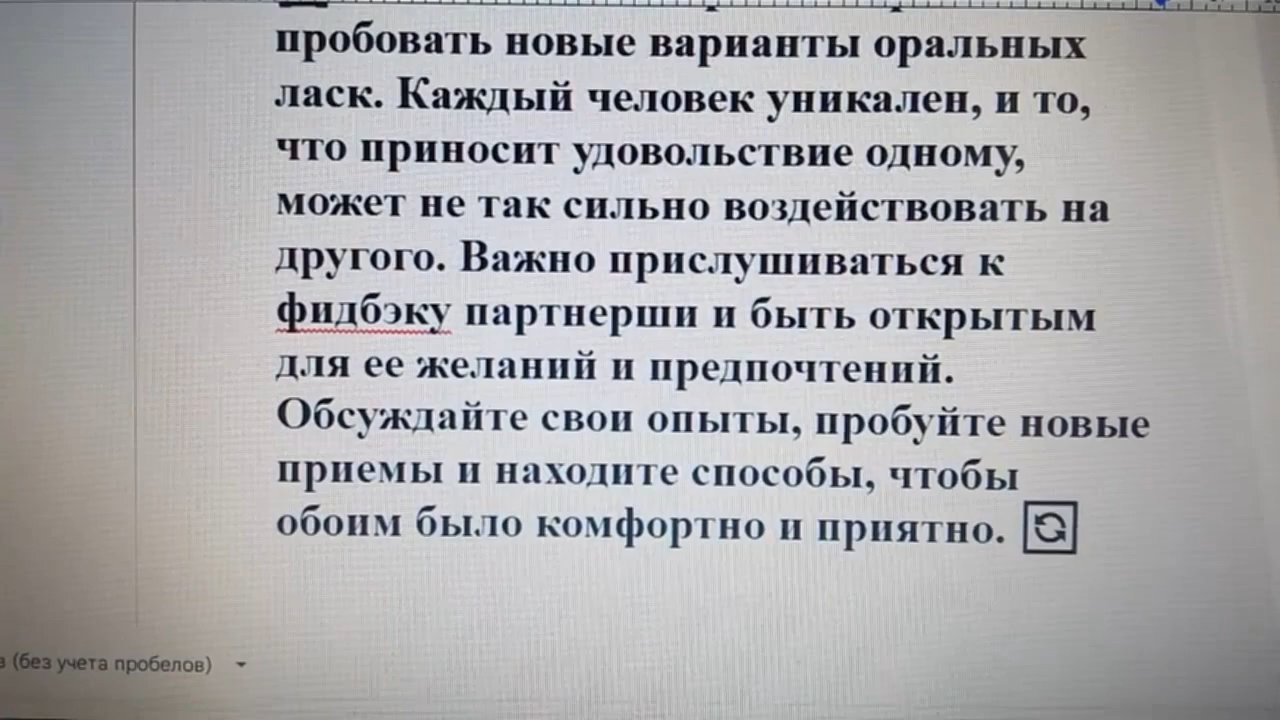 пробовать новые варианты оральных
ласк. Каждый человек уникален, и то,
что приносит удовольствие одному,
может не так сильно воздействовать на
другого. Важно прислушиваться к
фидбэку партнерши и быть открытым
для ее желаний и предпочтений.
Обсуждайте свои опыты, пробуйте новые
приемы и находите способы, чтобы
обоим было комфортно и приятно.
(без учета пробелов)